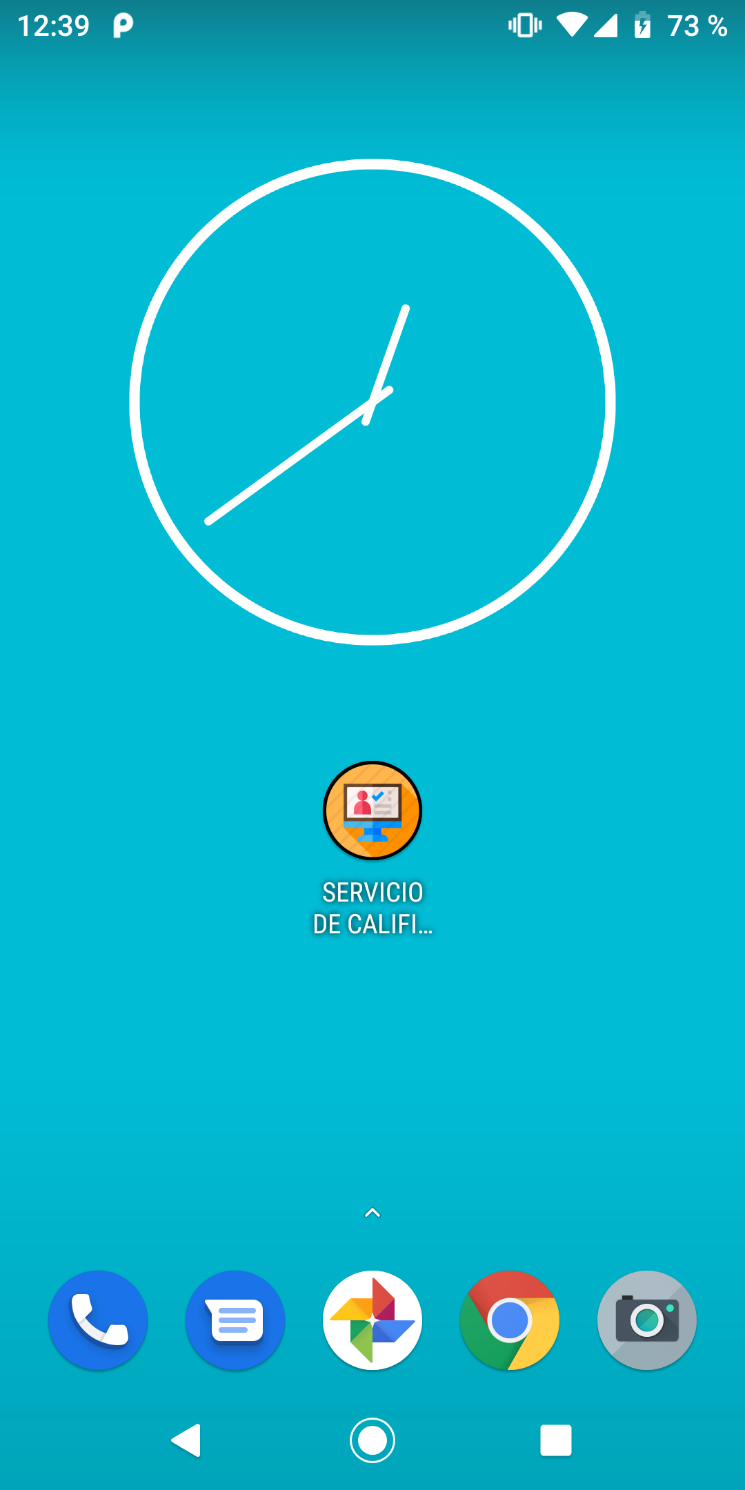 12:39 73 %
SERVICIO
DE CALIFI...